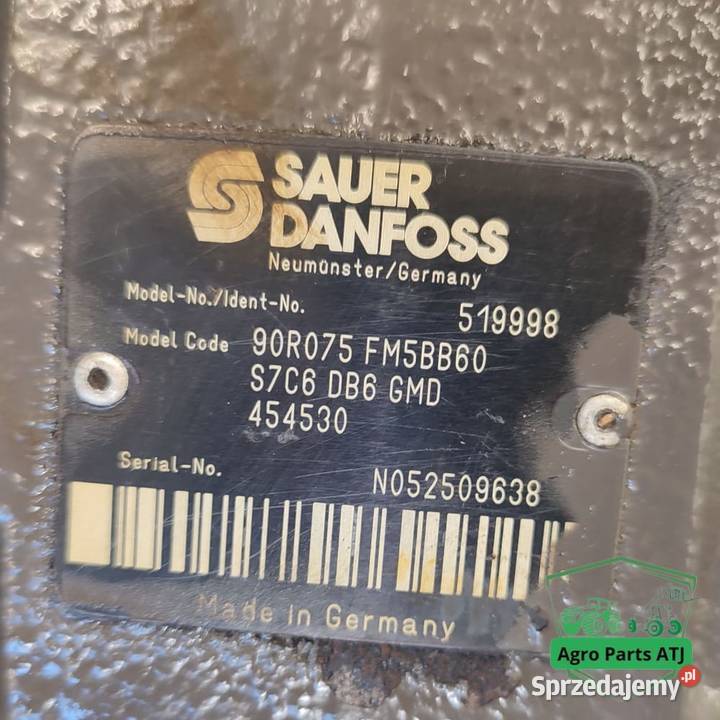 SAUER
DANFOSS
Neumünster/Germany
Model-No./Ident-No. 519998
Model Code 90R075 FM5BB60
S7C6 DB6 GMD
454530
Serial-No. N052509638
Made in Germany
Agro Parts ATJ
Sprzedajemy.pl